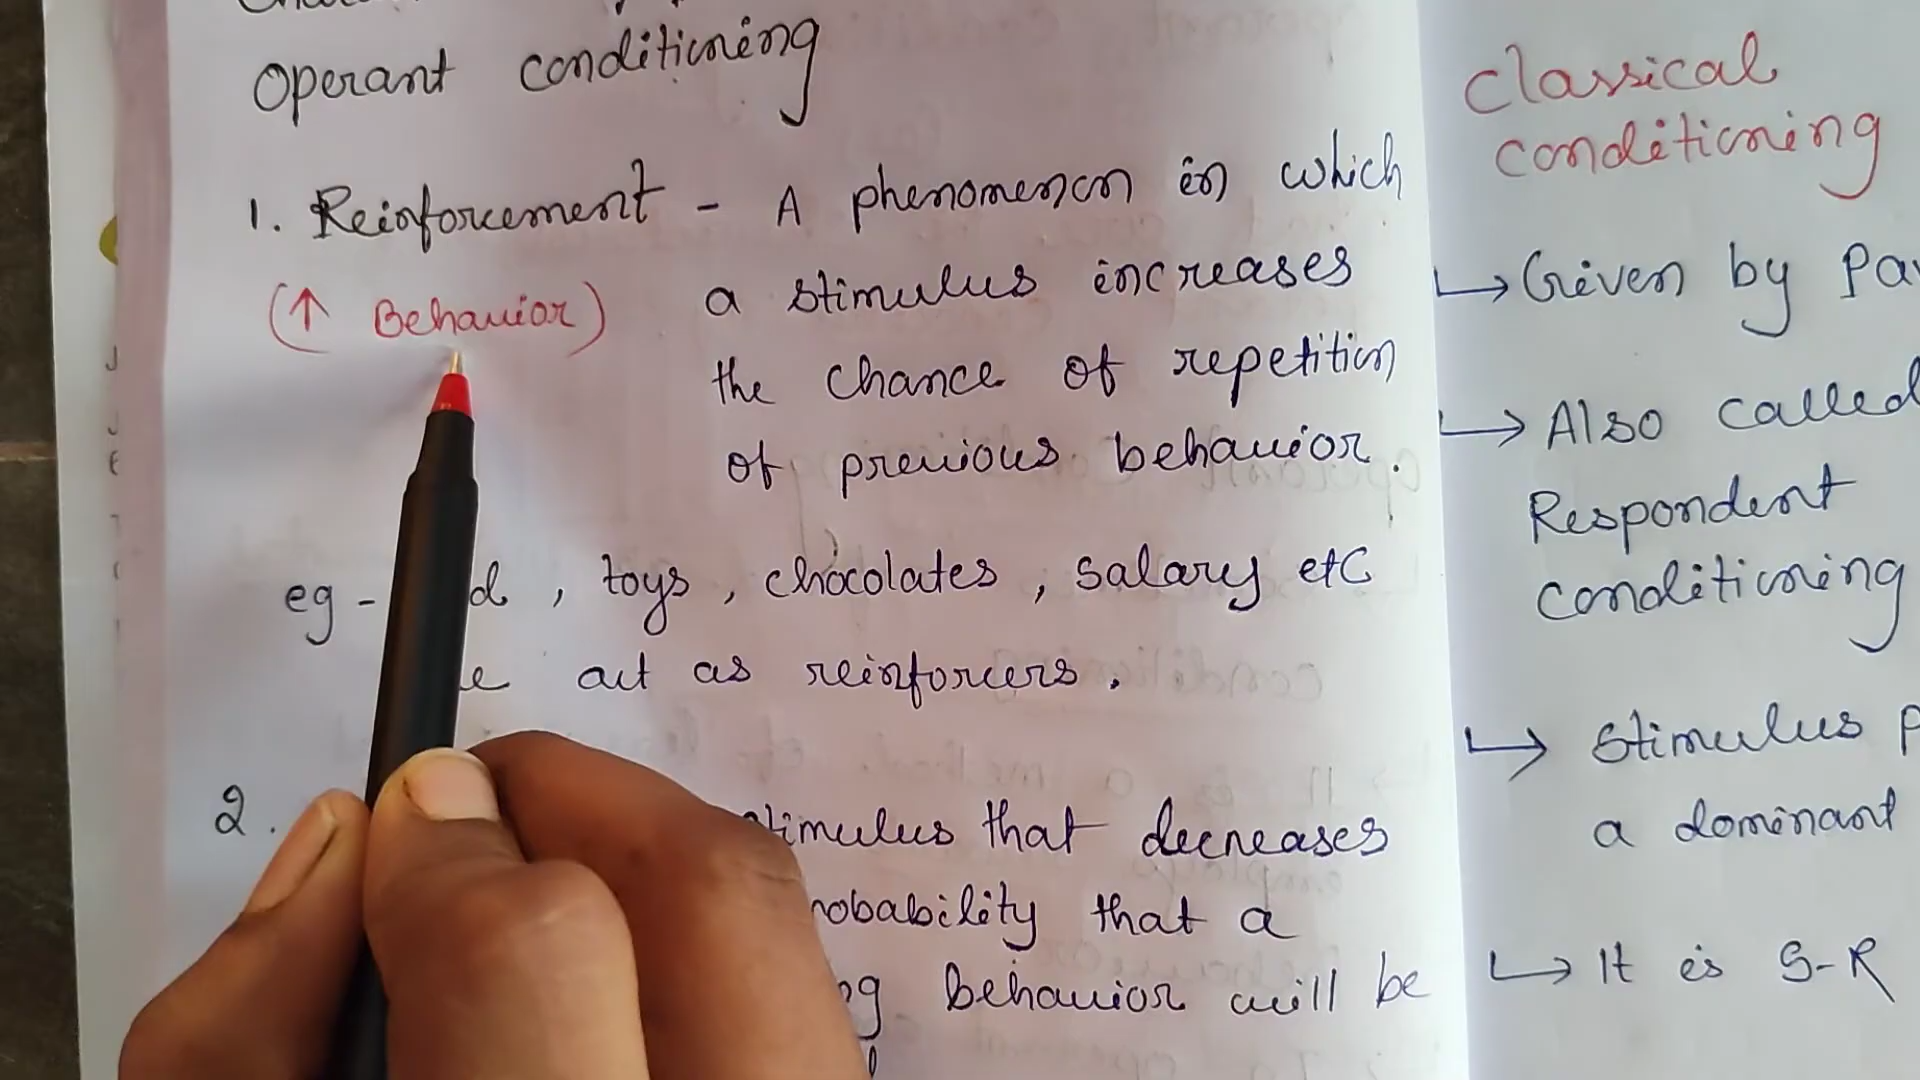 Operant conditioning
1. Reinforcement - A phenomenon in which
(↑ Behavior) a stimulus increases
the chance of repetition
of previous behavior.
eg - , toys, chocolates, salary etc
act as reinforcers.
2. stimulus that decreases
that a
behavior will be
Classical
conditioning
↳ Given by
↳ Also called
Respondent
conditioning
↳ Stimulus
a dominant
↳ It is S-R